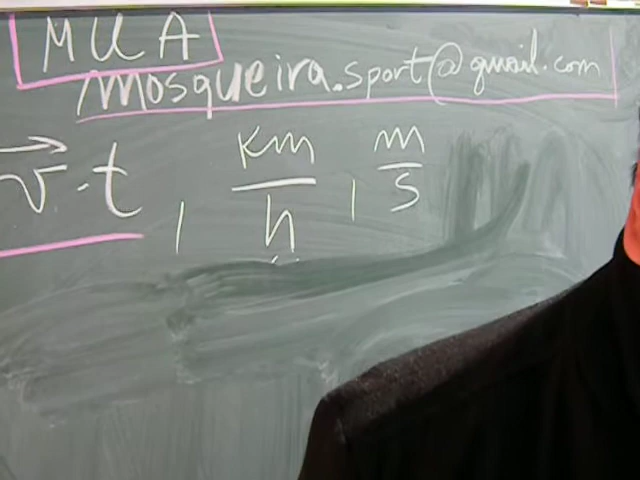 MUA
mosqueira.sport@gmail.com
v⃗ · t , km/h , m/s